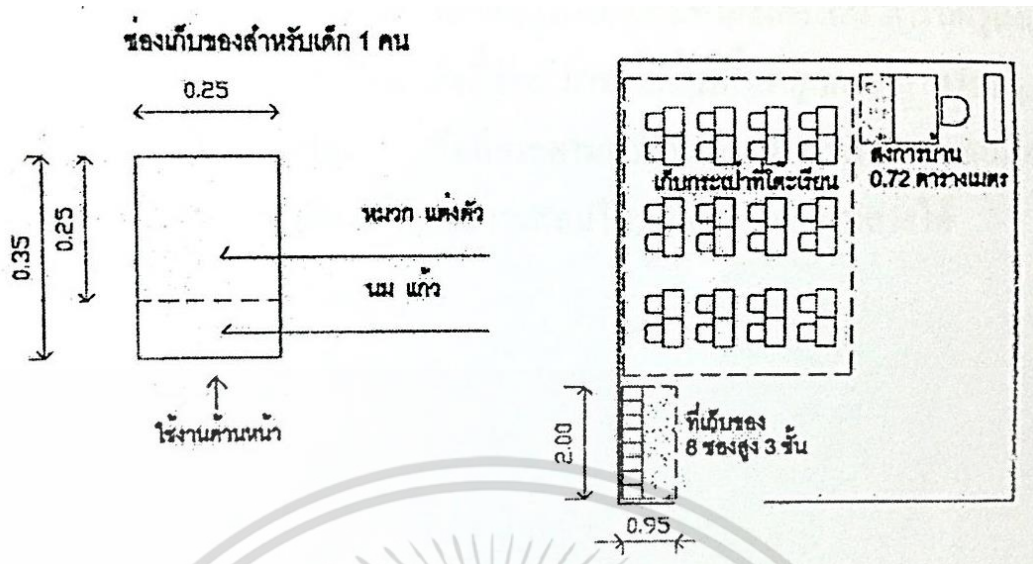 ช่องเก็บของสำหรับเด็ก 1 คน
0.25
0.35
0.25
หมวก แต่งตัว
นม แก้ว
ใช้งานด้านหน้า
เก็บกระเป๋าที่โต๊ะเรียน
ส่งการบ้าน
0.72 ตารางเมตร
2.00
ที่เก็บของ
8 ช่องสูง 3 ชั้น
0.95